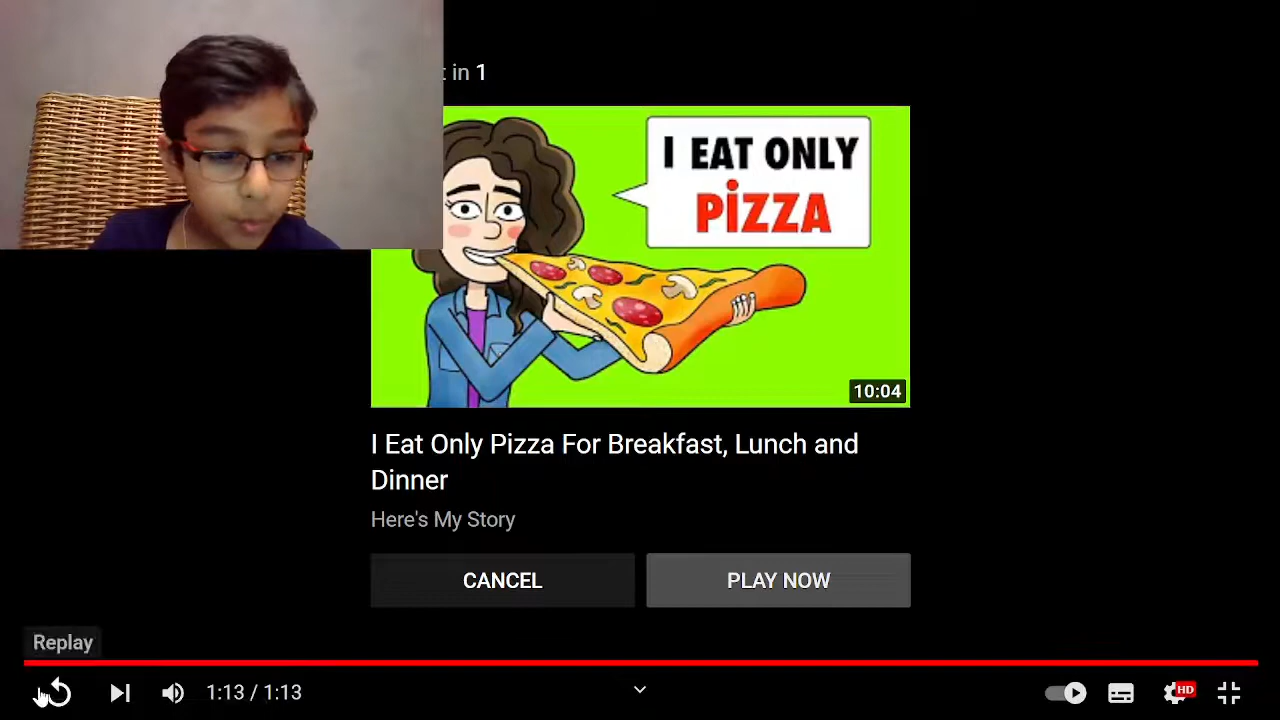 in 1
I EAT ONLY
PiZZA
10:04
I Eat Only Pizza For Breakfast, Lunch and
Dinner
Here's My Story
CANCEL
PLAY NOW
Replay
1:13 / 1:13
HD